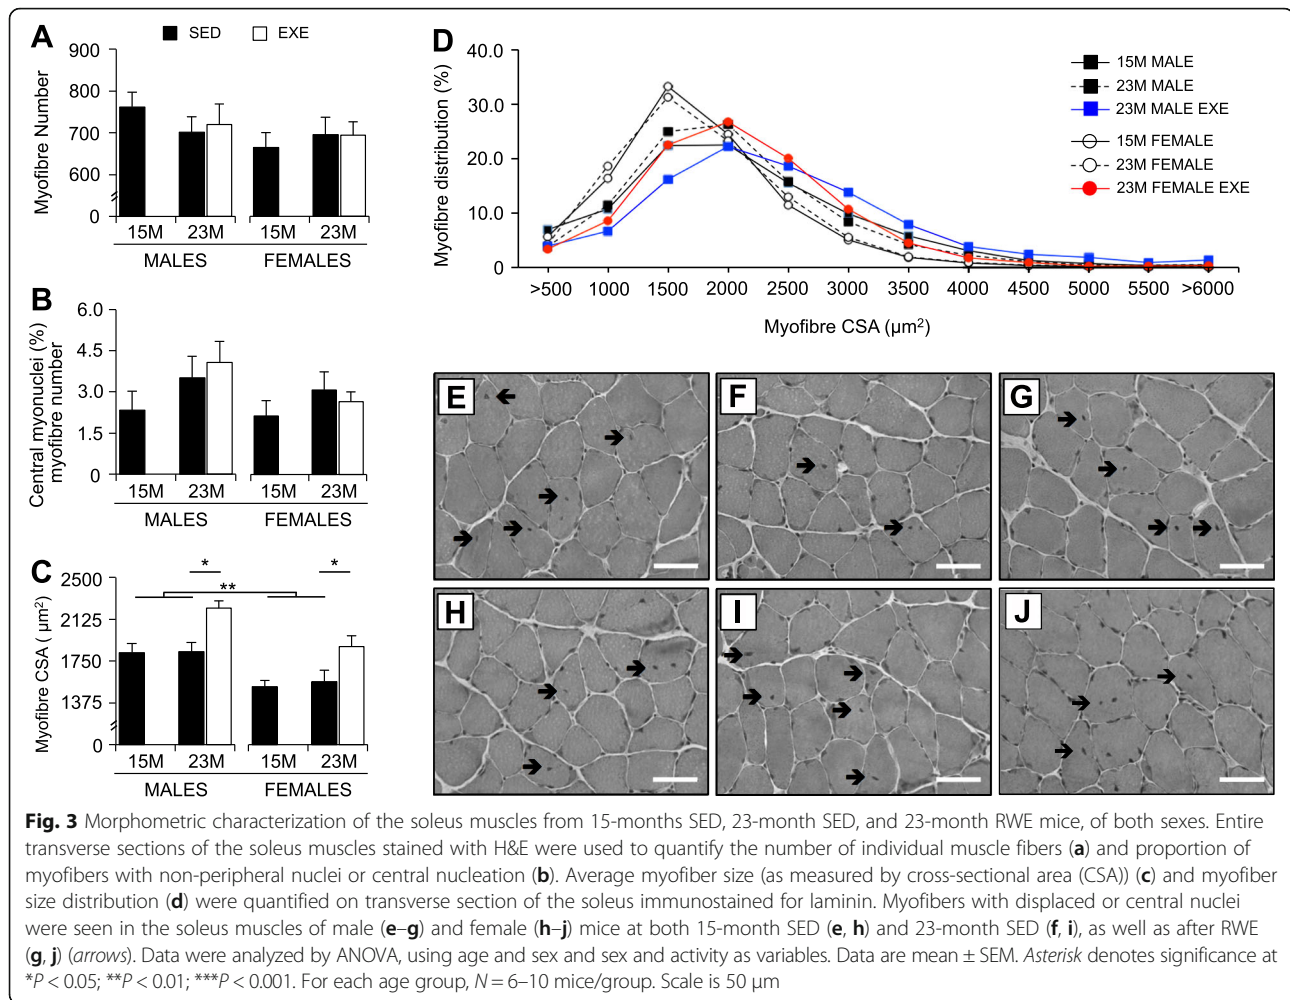 A
SED
EXE
Myofibre Number
900
800
700
600
0
15M 23M 15M 23M
MALES FEMALES
B
Central myonuclei (%)
myofibre number
6.0
4.5
3.0
1.5
0
15M 23M 15M 23M
MALES FEMALES
C
Myofibre CSA ( µm²)
2500
2125
1750
1375
0
* ** *
15M 23M 15M 23M
MALES FEMALES
D
Myofibre distribution (%)
40.0
30.0
20.0
10.0
0
>500 1000 1500 2000 2500 3000 3500 4000 4500 5000 5500 >6000
Myofibre CSA (µm²)
15M MALE
23M MALE
23M MALE EXE
15M FEMALE
23M FEMALE
23M FEMALE EXE
E
F
G
H
I
J
Fig. 3 Morphometric characterization of the soleus muscles from 15-months SED, 23-month SED, and 23-month RWE mice, of both sexes. Entire
transverse sections of the soleus muscles stained with H&E were used to quantify the number of individual muscle fibers (a) and proportion of
myofibers with non-peripheral nuclei or central nucleation (b). Average myofiber size (as measured by cross-sectional area (CSA)) (c) and myofiber
size distribution (d) were quantified on transverse section of the soleus immunostained for laminin. Myofibers with displaced or central nuclei
were seen in the soleus muscles of male (e–g) and female (h–j) mice at both 15-month SED (e, h) and 23-month SED (f, i), as well as after RWE
(g, j) (arrows). Data were analyzed by ANOVA, using age and sex and sex and activity as variables. Data are mean ± SEM. Asterisk denotes significance at
*P < 0.05; **P < 0.01; ***P < 0.001. For each age group, N = 6–10 mice/group. Scale is 50 µm